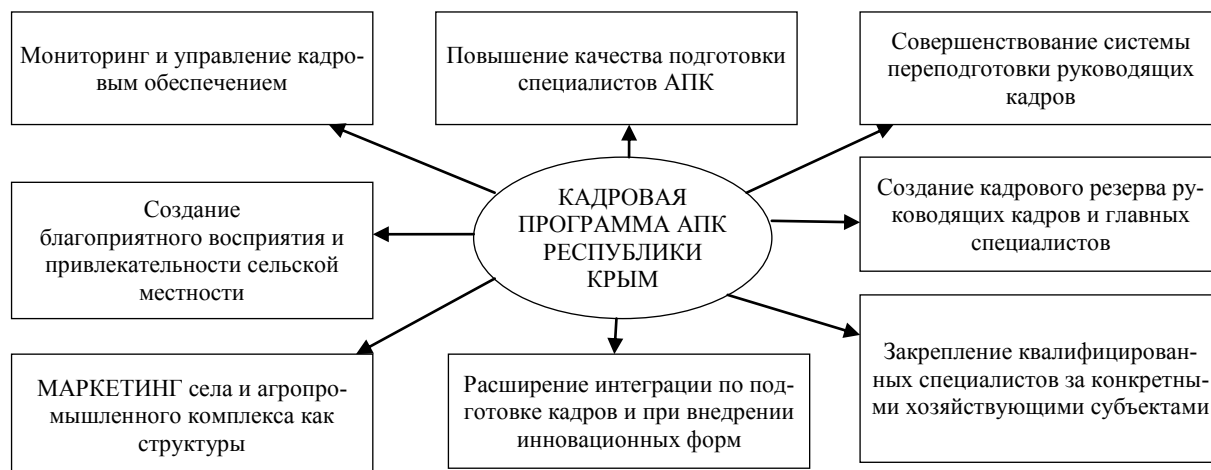 Мониторинг и управление кадро-
вым обеспечением
Повышение качества подготовки
специалистов АПК
Совершенствование системы
переподготовки руководящих
кадров
Создание
благоприятного восприятия и
привлекательности сельской
местности
КАДРОВАЯ
ПРОГРАММА АПК
РЕСПУБЛИКИ
КРЫМ
Создание кадрового резерва ру-
ководящих кадров и главных
специалистов
МАРКЕТИНГ села и агропро-
мышленного комплекса как
структуры
Расширение интеграции по под-
готовке кадров и при внедрении
инновационных форм
Закрепление квалифицирован-
ных специалистов за конкретны-
ми хозяйствующими субъектами